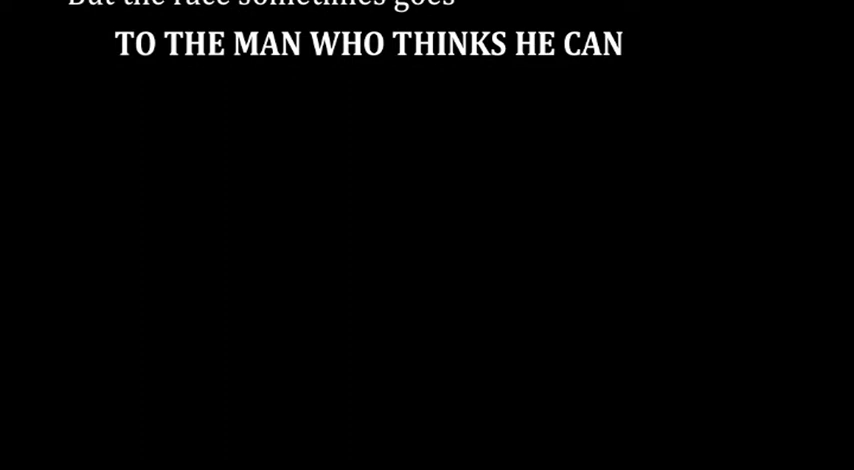 But the race sometimes goes
TO THE MAN WHO THINKS HE CAN